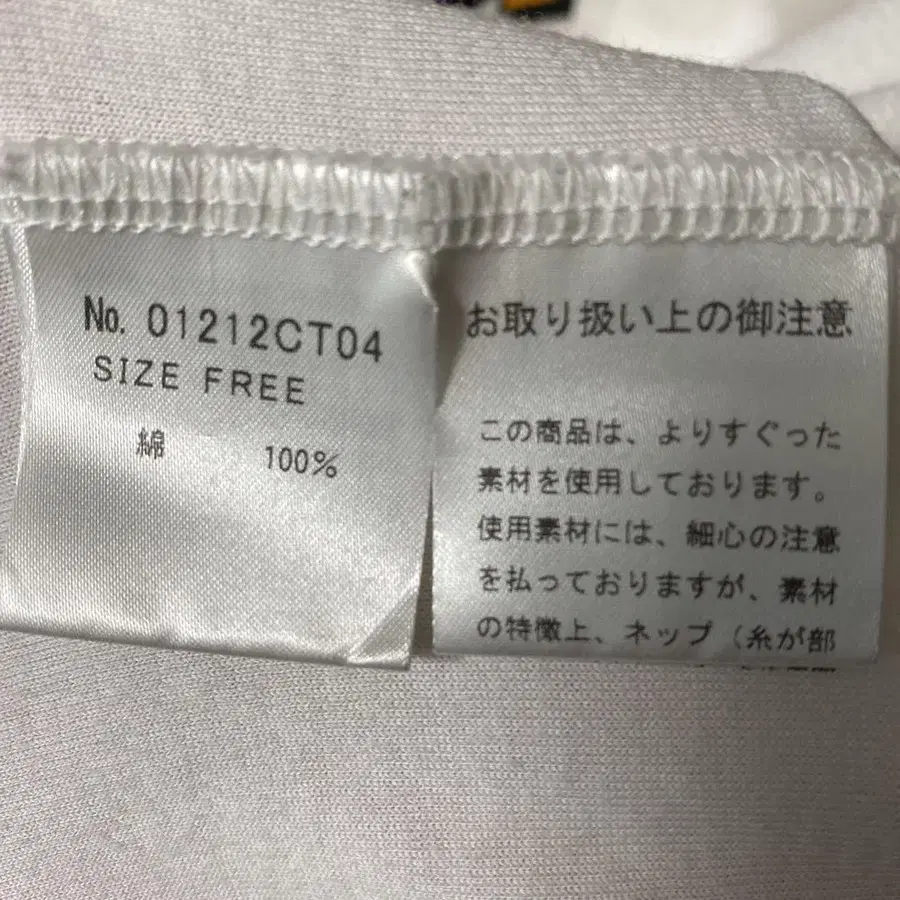 No. 01212CT04
SIZE FREE
綿 100%
お取り扱い上の御注意
この商品は、よりすぐった
素材を使用しております。
使用素材には、細心の注意
を払っておりますが、素材
の特徴上、ネップ（糸が部